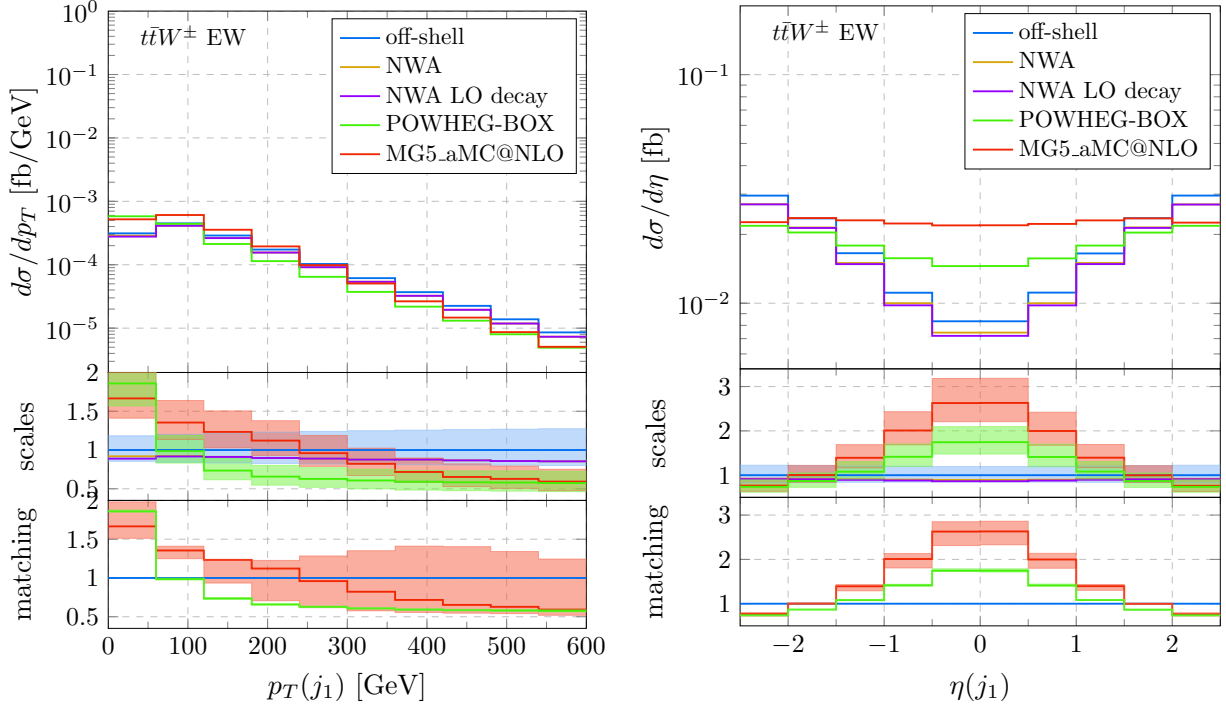 tt̄W± EW
off-shell
NWA
NWA LO decay
POWHEG-BOX
MG5_aMC@NLO
dσ/dp_T [fb/GeV]
10^0
10^−1
10^−2
10^−3
10^−4
10^−5
scales
2
1.5
1
0.5
matching
2
1.5
1
0.5
0 100 200 300 400 500 600
p_T(j_1) [GeV]
tt̄W± EW
off-shell
NWA
NWA LO decay
POWHEG-BOX
MG5_aMC@NLO
dσ/dη [fb]
10^−1
10^−2
scales
3
2
1
matching
3
2
1
−2 −1 0 1 2
η(j_1)